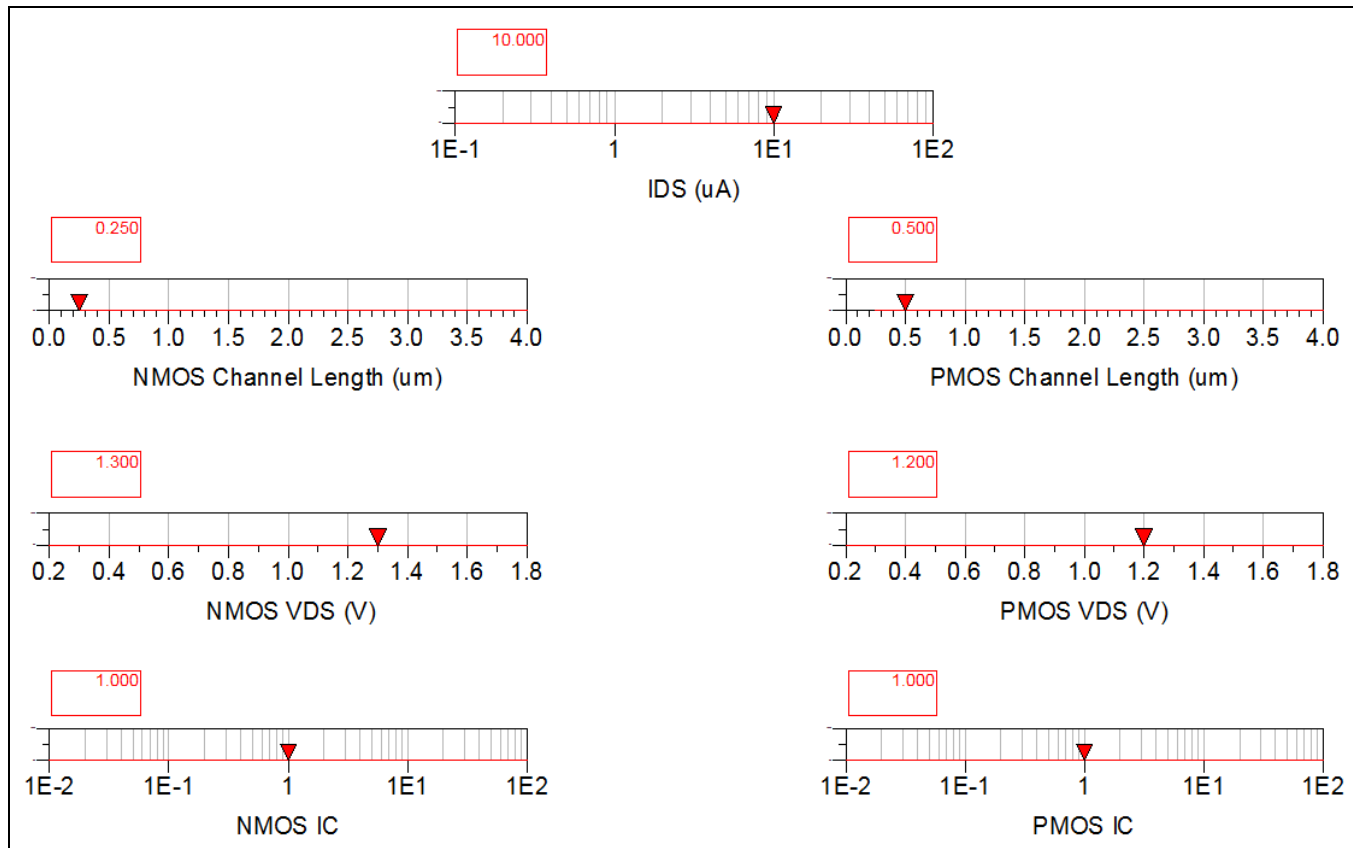 10.000
1E-1 1 1E1 1E2
IDS (uA)
0.250 0.500
0.0 0.5 1.0 1.5 2.0 2.5 3.0 3.5 4.0 0.0 0.5 1.0 1.5 2.0 2.5 3.0 3.5 4.0
NMOS Channel Length (um) PMOS Channel Length (um)
1.300 1.200
0.2 0.4 0.6 0.8 1.0 1.2 1.4 1.6 1.8 0.2 0.4 0.6 0.8 1.0 1.2 1.4 1.6 1.8
NMOS VDS (V) PMOS VDS (V)
1.000 1.000
1E-2 1E-1 1 1E1 1E2 1E-2 1E-1 1 1E1 1E2
NMOS IC PMOS IC